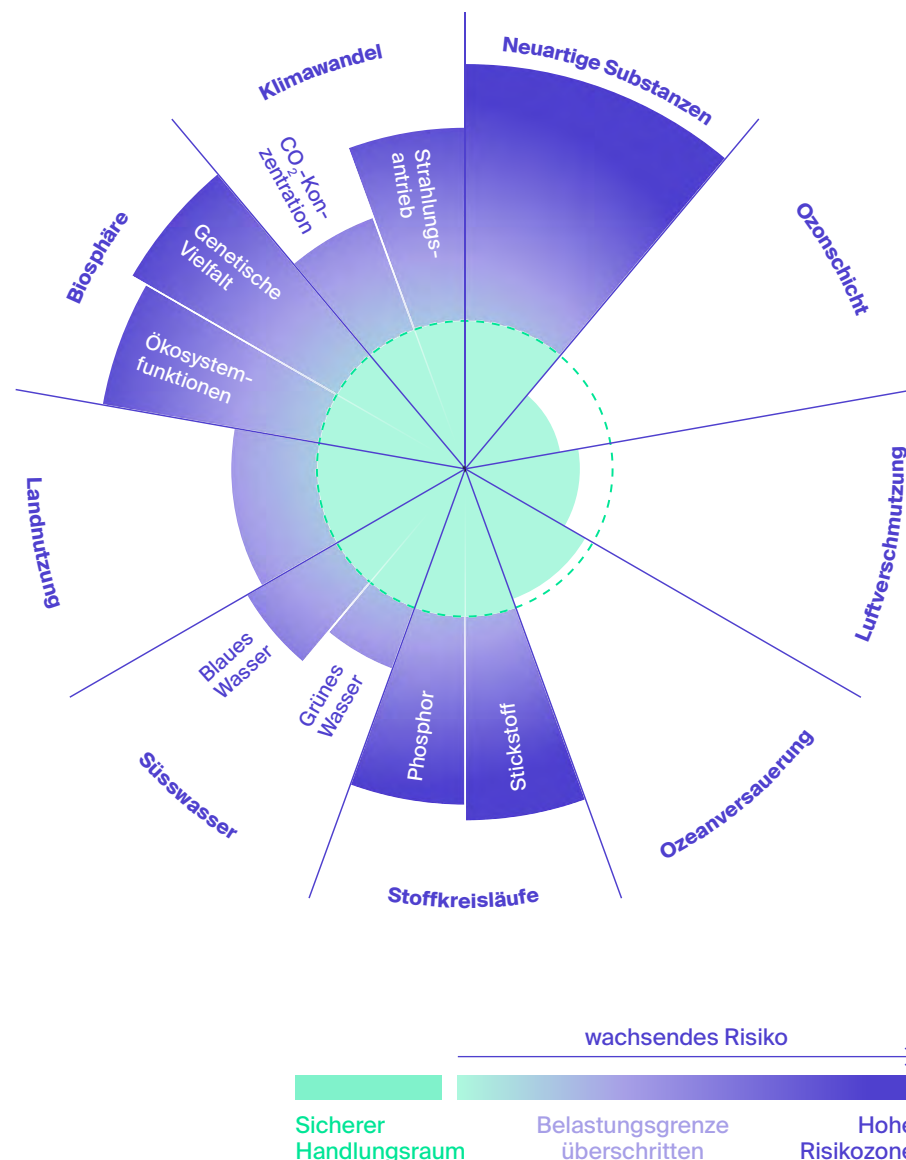 Klimawandel
Neuartige Substanzen
CO₂-Kon-
zentration
Strahlungs-
antrieb
Biosphäre
Genetische
Vielfalt
Ozonschicht
Ökosystem-
funktionen
Landnutzung
Luftverschmutzung
Blaues
Wasser
Grünes
Wasser
Phosphor
Stickstoff
Süsswasser
Ozeanversauerung
Stoffkreisläufe
wachsendes Risiko
Sicherer
Handlungsraum
Belastungsgrenze
überschritten
Hohe
Risikozone